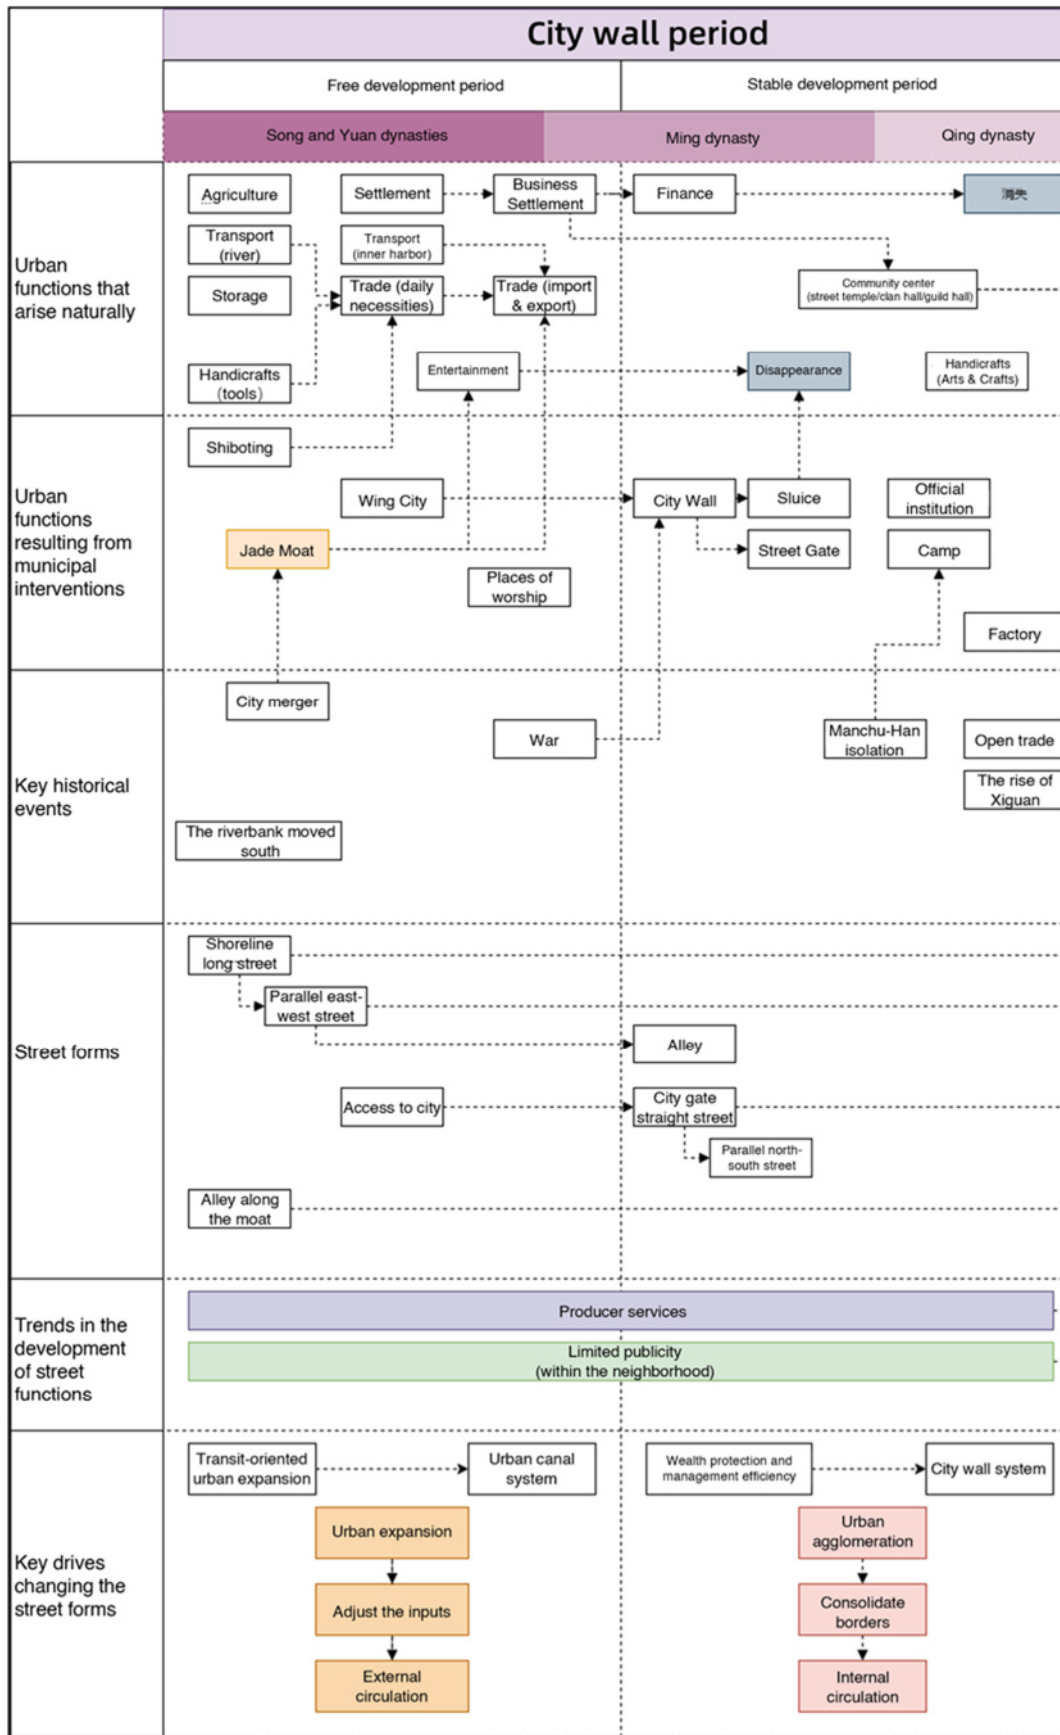 City wall period
Free development period
Stable development period
Song and Yuan dynasties
Ming dynasty
Qing dynasty
Urban
functions that
arise naturally
Agriculture
Settlement
Business
Settlement
Finance
消失
Transport
(river)
Transport
(inner harbor)
Storage
Trade (daily
necessities)
Trade (import
& export)
Community center
(street temple/clan hall/guild hall)
Handicrafts
(tools)
Entertainment
Disappearance
Handicrafts
(Arts & Crafts)
Urban
functions
resulting from
municipal
interventions
Shiboting
Wing City
City Wall
Sluice
Official
institution
Jade Moat
Street Gate
Camp
Places of
worship
Factory
Key historical
events
City merger
War
Manchu-Han
isolation
Open trade
The rise of
Xiguan
The riverbank moved
south
Street forms
Shoreline
long street
Parallel east-
west street
Alley
Access to city
City gate
straight street
Parallel north-
south street
Alley along
the moat
Trends in the
development
of street
functions
Producer services
Limited publicity
(within the neighborhood)
Key drives
changing the
street forms
Transit-oriented
urban expansion
Urban canal
system
Wealth protection and
management efficiency
City wall system
Urban expansion
Adjust the inputs
External
circulation
Urban
agglomeration
Consolidate
borders
Internal
circulation